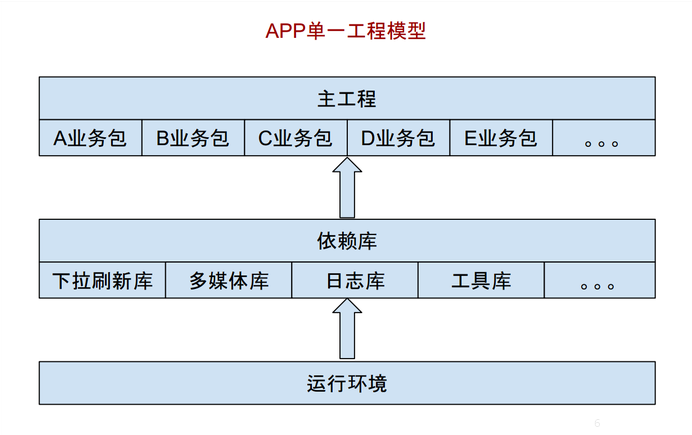 APP单一工程模型
主工程
A业务包 B业务包 C业务包 D业务包 E业务包 。。。
依赖库
下拉刷新库 多媒体库 日志库 工具库 。。。
运行环境
6